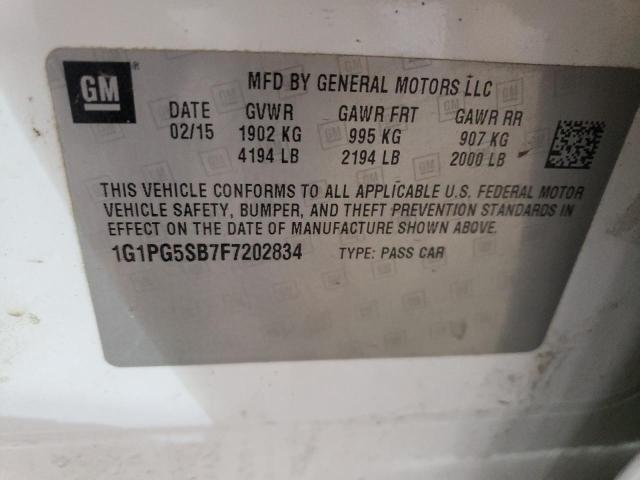 GM
MFD BY GENERAL MOTORS LLC
DATE GVWR GAWR FRT GAWR RR
02/15 1902 KG 995 KG 907 KG
4194 LB 2194 LB 2000 LB
THIS VEHICLE CONFORMS TO ALL APPLICABLE U.S. FEDERAL MOTOR
VEHICLE SAFETY, BUMPER, AND THEFT PREVENTION STANDARDS IN
EFFECT ON THE DATE OF MANUFACTURE SHOWN ABOVE.
1G1PG5SB7F7202834 TYPE: PASS CAR